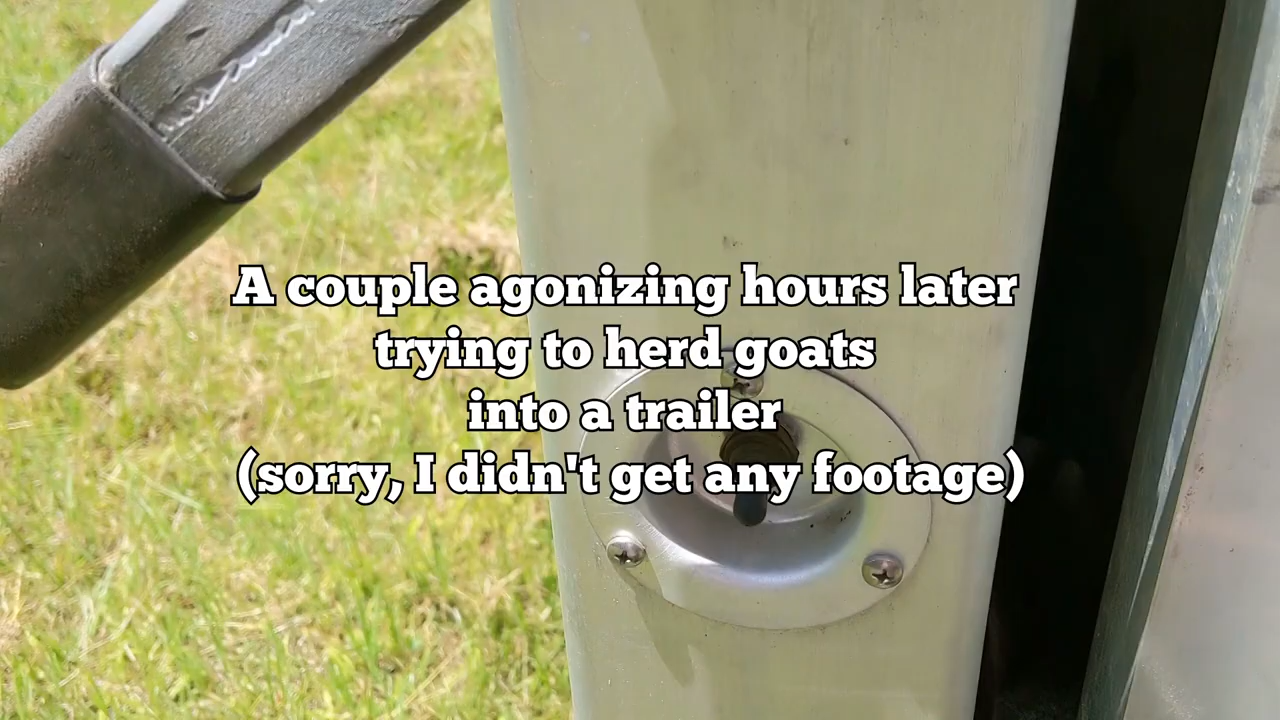 A couple agonizing hours later
trying to herd goats
into a trailer
(sorry, I didn't get any footage)